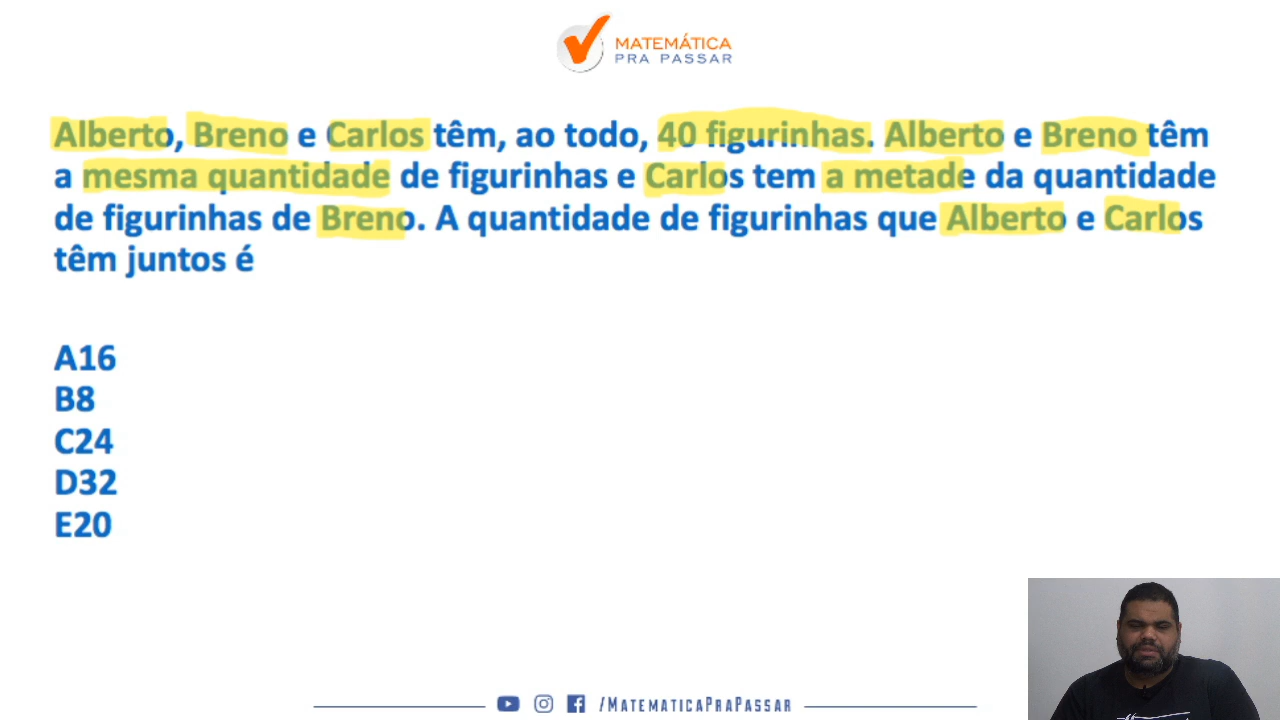 MATEMÁTICA
PRA PASSAR
Alberto, Breno e Carlos têm, ao todo, 40 figurinhas. Alberto e Breno têm
a mesma quantidade de figurinhas e Carlos tem a metade da quantidade
de figurinhas de Breno. A quantidade de figurinhas que Alberto e Carlos
têm juntos é
A16
B8
C24
D32
E20
/MATEMATICAPRAPASSAR